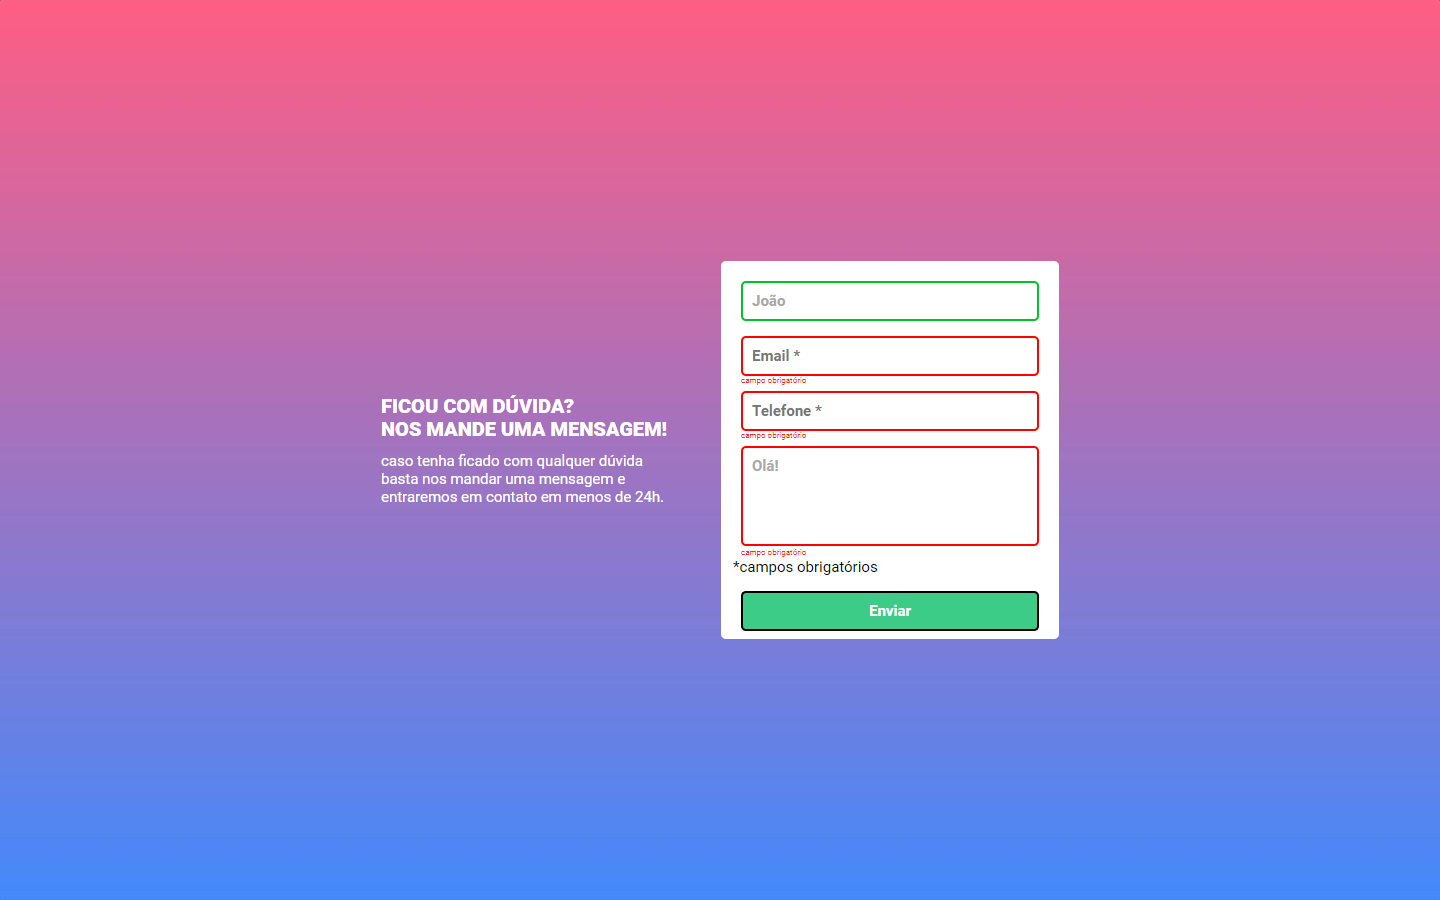 FICOU COM DÚVIDA?
NOS MANDE UMA MENSAGEM!
caso tenha ficado com qualquer dúvida
basta nos mandar uma mensagem e
entraremos em contato em menos de 24h.
João
Email *
campo obrigatório
Telefone *
campo obrigatório
Olá!
campo obrigatório
*campos obrigatórios
Enviar